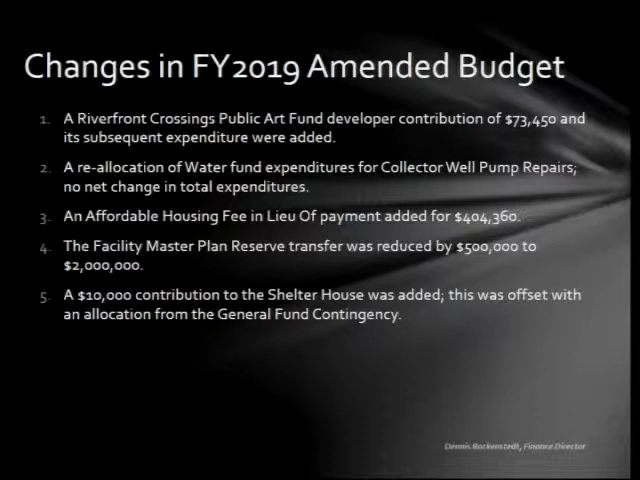 Changes in FY2019 Amended Budget
1. A Riverfront Crossings Public Art Fund developer contribution of $73,450 and
its subsequent expenditure were added.
2. A re-allocation of Water fund expenditures for Collector Well Pump Repairs;
no net change in total expenditures.
3. An Affordable Housing Fee in Lieu Of payment added for $404,360.
4. The Facility Master Plan Reserve transfer was reduced by $500,000 to
$2,000,000.
5. A $10,000 contribution to the Shelter House was added; this was offset with
an allocation from the General Fund Contingency.
Dennis Bockenstedt, Finance Director